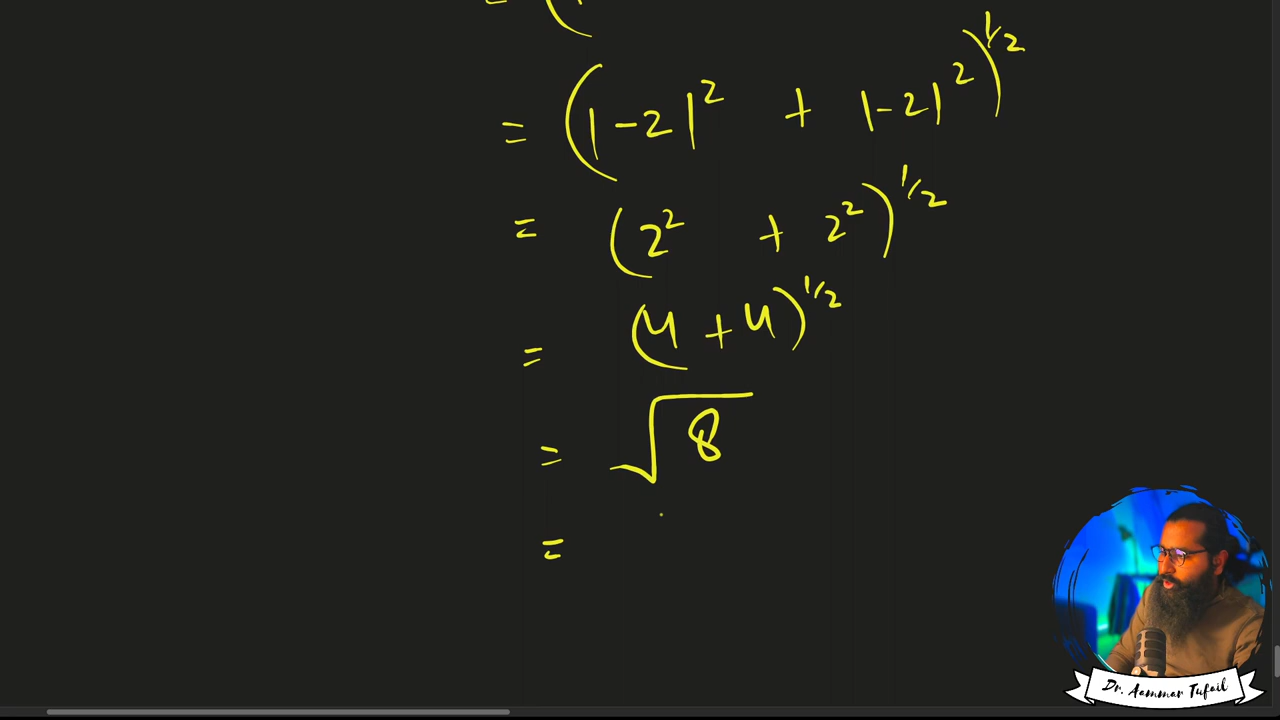 = (
= (|-2|² + |-2|²)^1/2
= (2² + 2²)^1/2
= (4 + 4)^1/2
= √8
=
Dr. Aammar Tufail